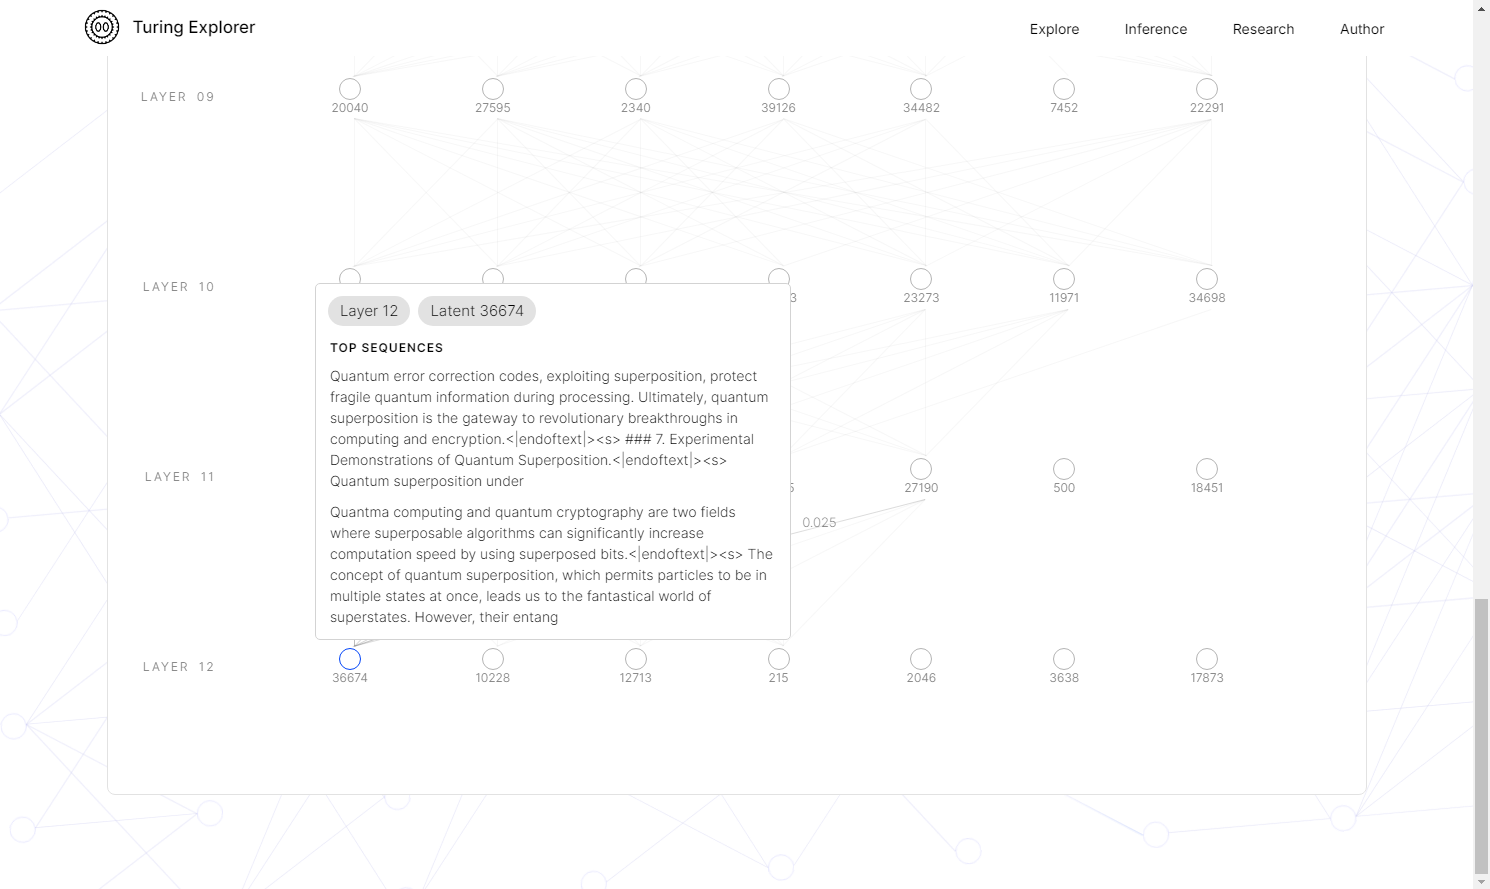 Turing Explorer
Explore Inference Research Author
LAYER 09
20040 27595 2340 39126 34482 7452 22291
LAYER 10
3 23273 11971 34698
Layer 12 Latent 36674
TOP SEQUENCES
Quantum error correction codes, exploiting superposition, protect
fragile quantum information during processing. Ultimately, quantum
superposition is the gateway to revolutionary breakthroughs in
computing and encryption.<|endoftext|><s> ### 7. Experimental
Demonstrations of Quantum Superposition.<|endoftext|><s>
Quantum superposition under
Quantma computing and quantum cryptography are two fields
where superposable algorithms can significantly increase
computation speed by using superposed bits.<|endoftext|><s> The
concept of quantum superposition, which permits particles to be in
multiple states at once, leads us to the fantastical world of
superstates. However, their entang
LAYER 11
5 27190 500 18451
0.025
LAYER 12
36674 10228 12713 215 2046 3638 17873